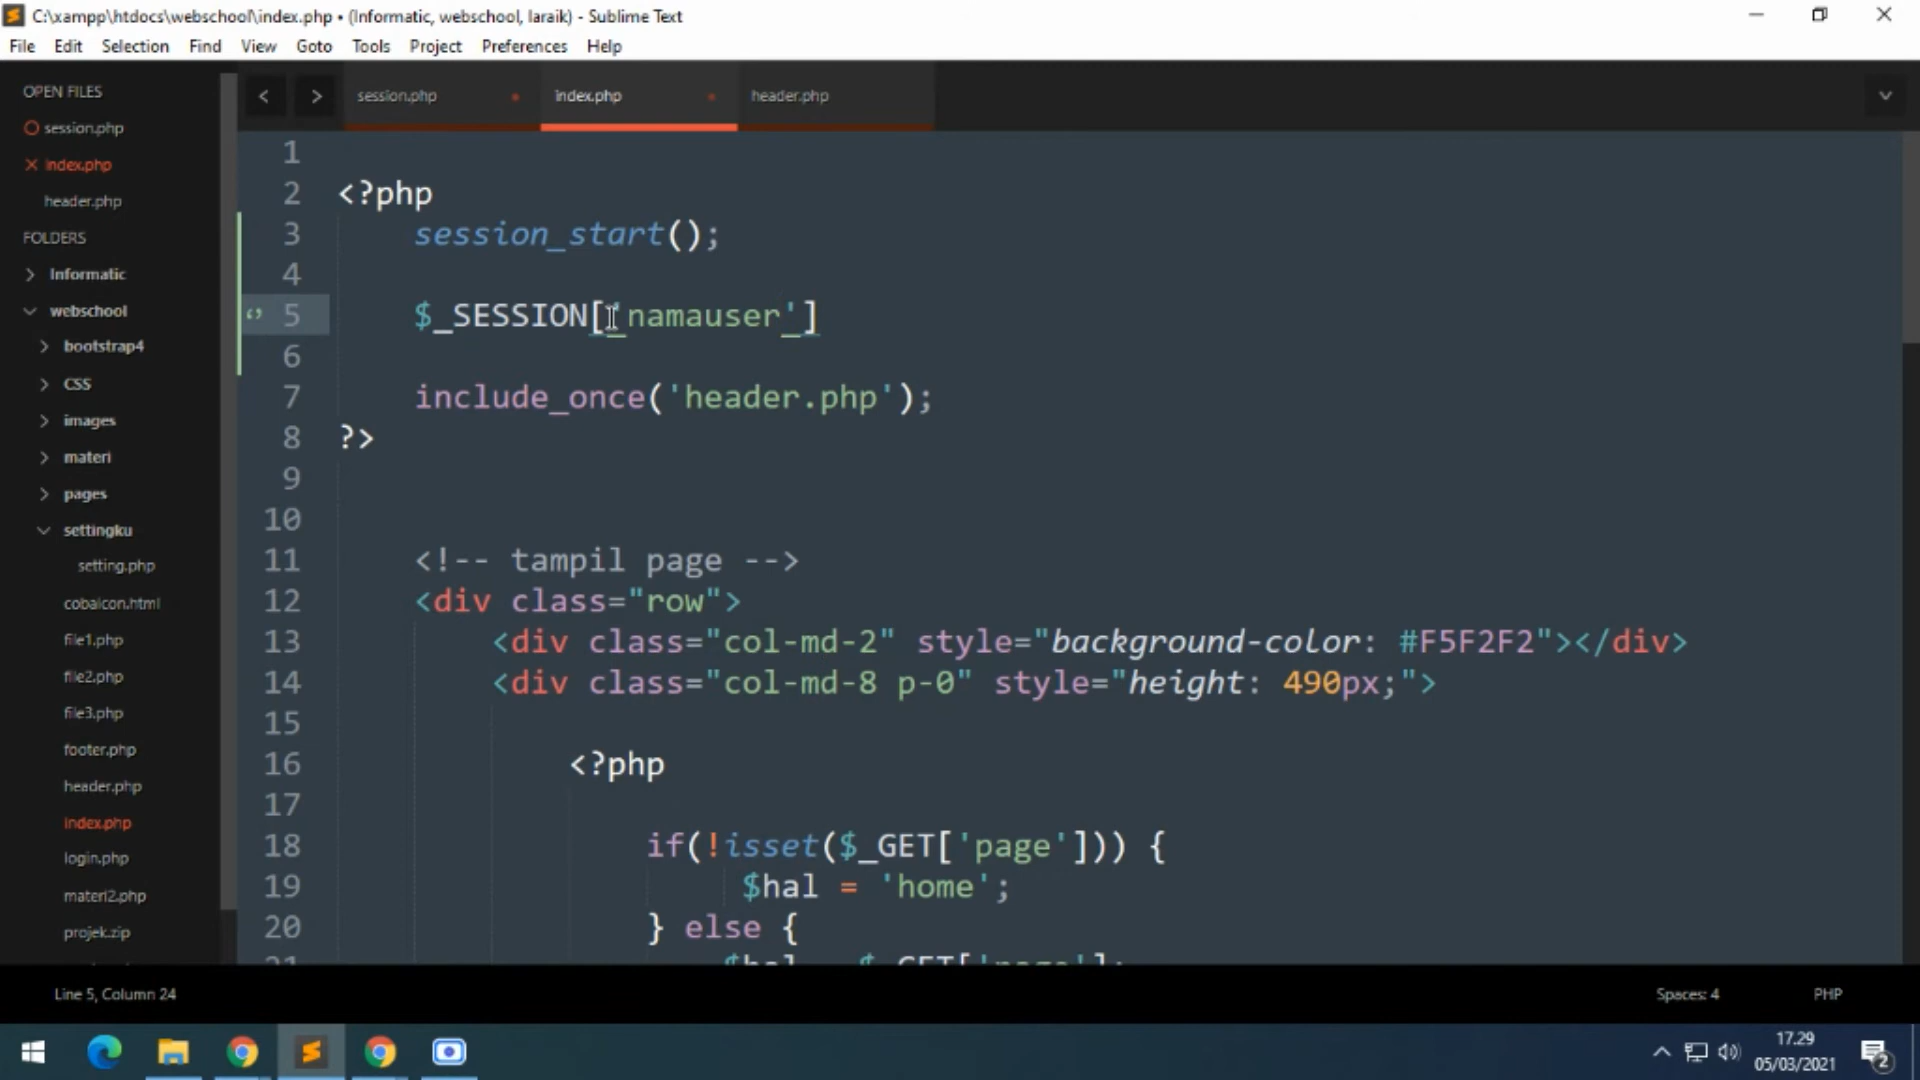 C:\xampp\htdocs\webschool\index.php • (Informatic, webschool, laraik) - Sublime Text
File Edit Selection Find View Goto Tools Project Preferences Help
OPEN FILES
session.php
index.php
header.php
FOLDERS
Informatic
webschool
bootstrap4
CSS
images
materi
pages
settingku
setting.php
cobaicon.html
file1.php
file2.php
file3.php
footer.php
header.php
index.php
login.php
materi2.php
projek.zip
session.php index.php header.php
1
2 <?php
3 session_start();
4
5 $_SESSION['namauser']
6
7 include_once('header.php');
8 ?>
9
10
11 <!-- tampil page -->
12 <div class="row">
13 <div class="col-md-2" style="background-color: #F5F2F2"></div>
14 <div class="col-md-8 p-0" style="height: 490px;">
15
16 <?php
17
18 if(!isset($_GET['page'])) {
19 $hal = 'home';
20 } else {
21 $hal = $_GET['page'];
Line 5, Column 24 Spaces: 4 PHP
17.29
05/03/2021
2